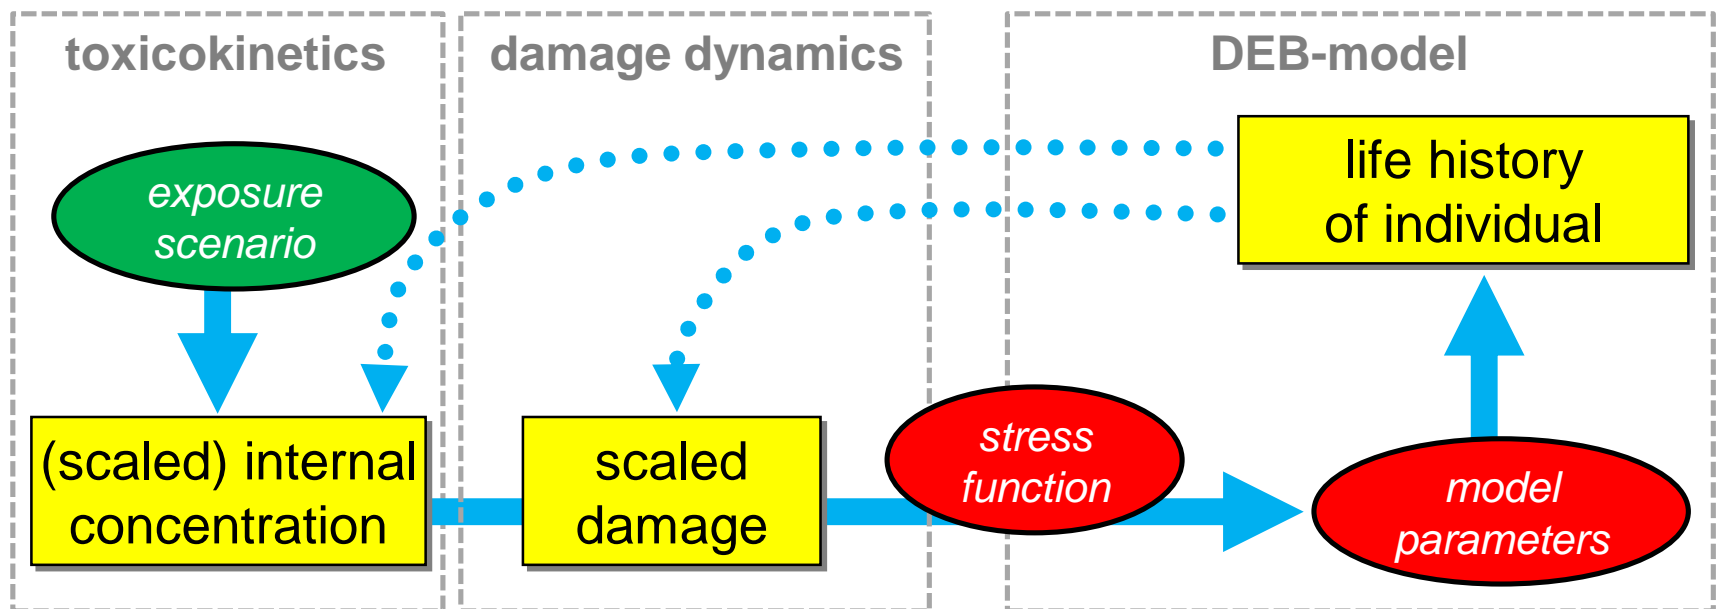 toxicokinetics
damage dynamics
DEB-model
exposure
scenario
life history
of individual
(scaled) internal
concentration
scaled
damage
stress
function
model
parameters